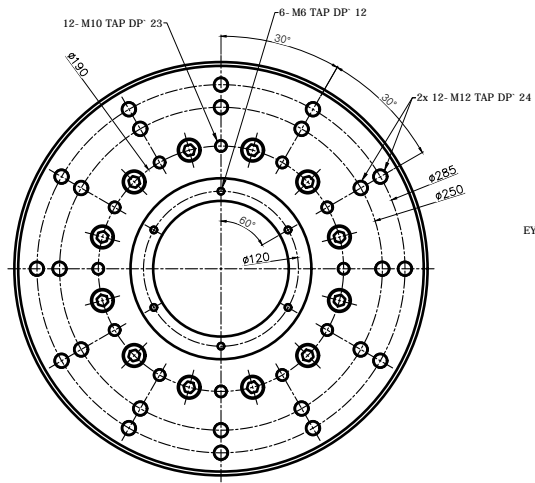 6- M6 TAP DP` 12
12- M10 TAP DP` 23
30°
ø190
30°
2x 12- M12 TAP DP` 24
ø285
ø250
60°
EY
ø120